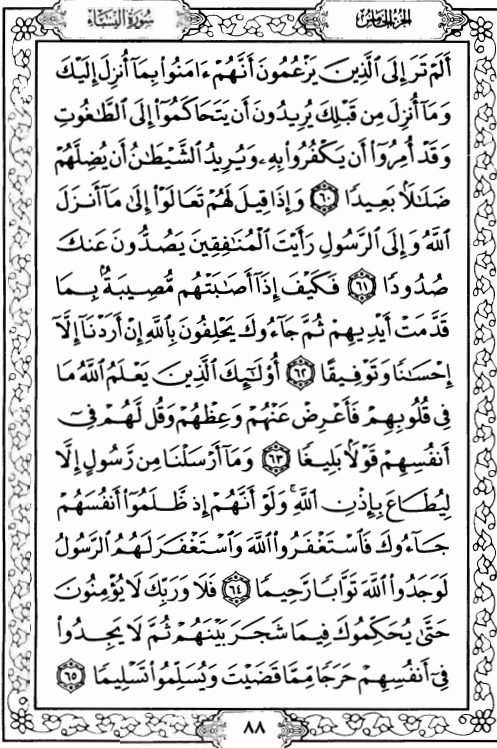 سُورَةُ النِّسَاءِ الجُزْءُ الخَامِسُ
أَلَمْ تَرَ إِلَى ٱلَّذِينَ يَزْعُمُونَ أَنَّهُمْ ءَامَنُوا۟ بِمَآ أُنزِلَ إِلَيْكَ
وَمَآ أُنزِلَ مِن قَبْلِكَ يُرِيدُونَ أَن يَتَحَاكَمُوٓا۟ إِلَى ٱلطَّٰغُوتِ
وَقَدْ أُمِرُوٓا۟ أَن يَكْفُرُوا۟ بِهِۦ وَيُرِيدُ ٱلشَّيْطَٰنُ أَن يُضِلَّهُمْ
ضَلَٰلًۢا بَعِيدًا ٦٠ وَإِذَا قِيلَ لَهُمْ تَعَالَوْا۟ إِلَىٰ مَآ أَنزَلَ
ٱللَّهُ وَإِلَى ٱلرَّسُولِ رَأَيْتَ ٱلْمُنَٰفِقِينَ يَصُدُّونَ عَنكَ
صُدُودًا ٦١ فَكَيْفَ إِذَآ أَصَٰبَتْهُم مُّصِيبَةٌۢ بِمَا
قَدَّمَتْ أَيْدِيهِمْ ثُمَّ جَآءُوكَ يَحْلِفُونَ بِٱللَّهِ إِنْ أَرَدْنَآ إِلَّآ
إِحْسَٰنًا وَتَوْفِيقًا ٦٢ أُو۟لَٰٓئِكَ ٱلَّذِينَ يَعْلَمُ ٱللَّهُ مَا
فِى قُلُوبِهِمْ فَأَعْرِضْ عَنْهُمْ وَعِظْهُمْ وَقُل لَّهُمْ فِىٓ
أَنفُسِهِمْ قَوْلًۢا بَلِيغًا ٦٣ وَمَآ أَرْسَلْنَا مِن رَّسُولٍ إِلَّا
لِيُطَاعَ بِإِذْنِ ٱللَّهِ ۚ وَلَوْ أَنَّهُمْ إِذ ظَّلَمُوٓا۟ أَنفُسَهُمْ
جَآءُوكَ فَٱسْتَغْفَرُوا۟ ٱللَّهَ وَٱسْتَغْفَرَ لَهُمُ ٱلرَّسُولُ
لَوَجَدُوا۟ ٱللَّهَ تَوَّابًا رَّحِيمًا ٦٤ فَلَا وَرَبِّكَ لَا يُؤْمِنُونَ
حَتَّىٰ يُحَكِّمُوكَ فِيمَا شَجَرَ بَيْنَهُمْ ثُمَّ لَا يَجِدُوا۟
فِىٓ أَنفُسِهِمْ حَرَجًا مِّمَّا قَضَيْتَ وَيُسَلِّمُوا۟ تَسْلِيمًا ٦٥
٨٨